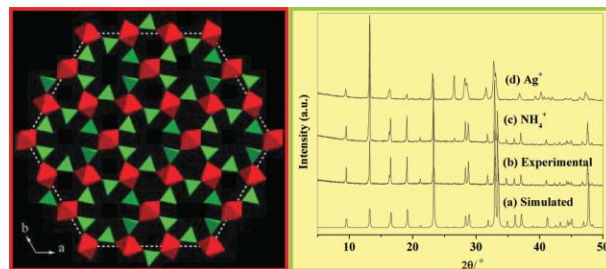 b
a
Intensity (a.u.)
(d) Ag⁺
(c) NH₄⁺
(b) Experimental
(a) Simulated
10 20 30 40 50
2θ/°